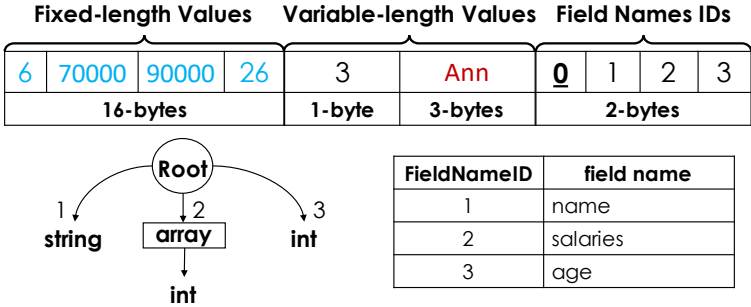 Fixed-length Values Variable-length Values Field Names IDs
6 70000 90000 26 3 Ann 0 1 2 3
16-bytes 1-byte 3-bytes 2-bytes
Root
1 2 3
string array int
int
FieldNameID field name
1 name
2 salaries
3 age